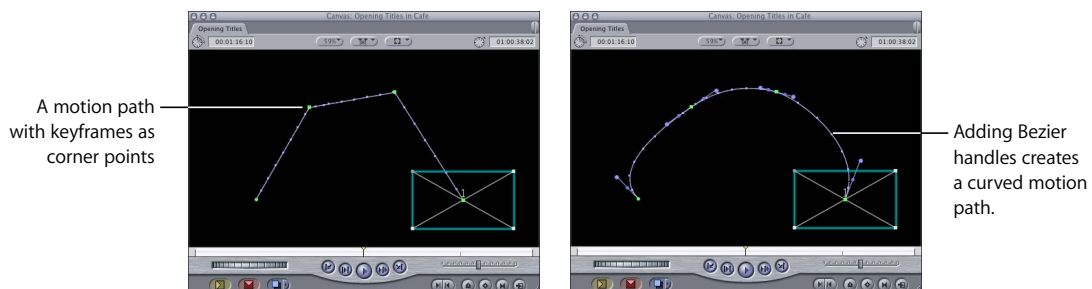 Canvas: Opening Titles in Cafe
Opening Titles
00:01:16:10
59%
01:00:38:02
A motion path
with keyframes as
corner points
1
Canvas: Opening Titles in Cafe
Opening Titles
00:01:16:10
59%
01:00:38:02
Adding Bezier
handles creates
a curved motion
path.
1